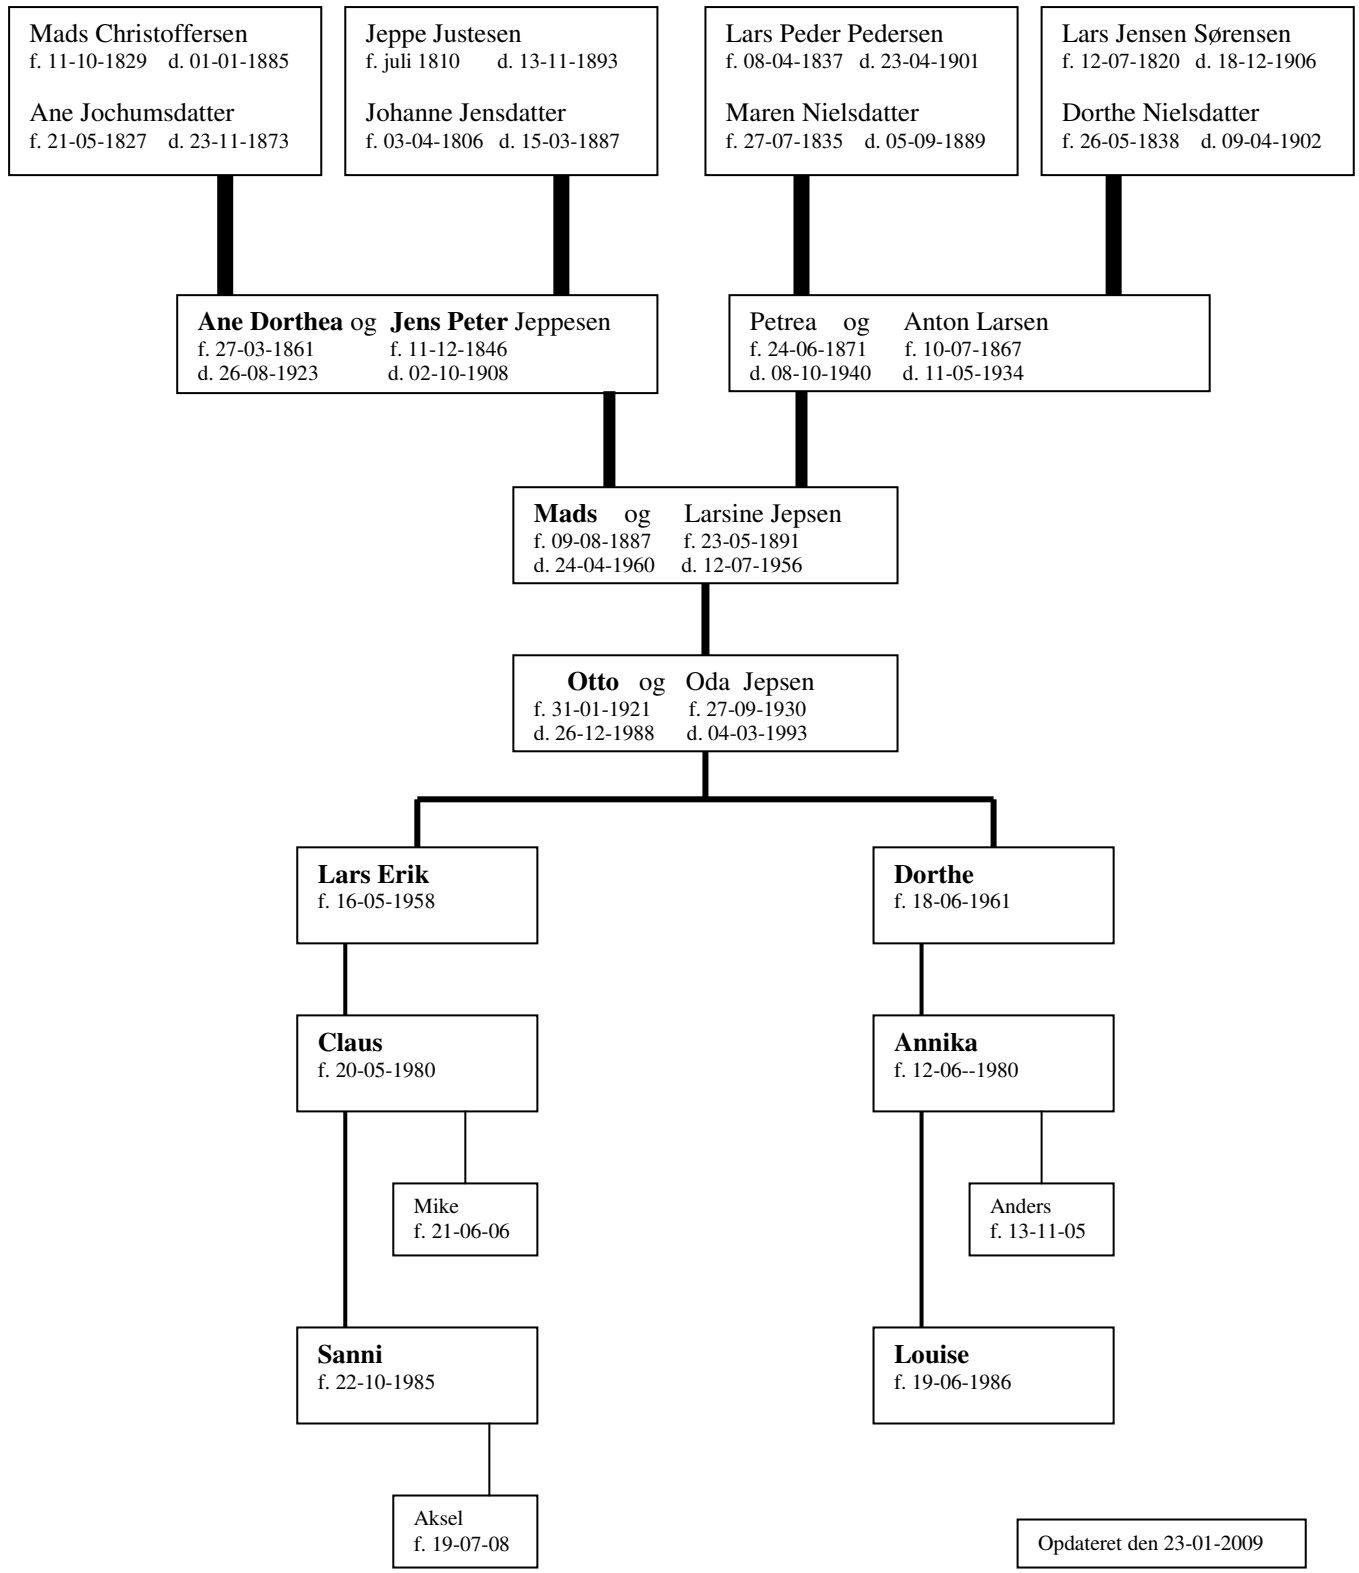 Mads Christoffersen
f. 11-10-1829 d. 01-01-1885
Ane Jochumsdatter
f. 21-05-1827 d. 23-11-1873
Jeppe Justesen
f. juli 1810 d. 13-11-1893
Johanne Jensdatter
f. 03-04-1806 d. 15-03-1887
Lars Peder Pedersen
f. 08-04-1837 d. 23-04-1901
Maren Nielsdatter
f. 27-07-1835 d. 05-09-1889
Lars Jensen Sørensen
f. 12-07-1820 d. 18-12-1906
Dorthe Nielsdatter
f. 26-05-1838 d. 09-04-1902
Ane Dorthea og Jens Peter Jeppesen
f. 27-03-1861 f. 11-12-1846
d. 26-08-1923 d. 02-10-1908
Petrea og Anton Larsen
f. 24-06-1871 f. 10-07-1867
d. 08-10-1940 d. 11-05-1934
Mads og Larsine Jepsen
f. 09-08-1887 f. 23-05-1891
d. 24-04-1960 d. 12-07-1956
Otto og Oda Jepsen
f. 31-01-1921 f. 27-09-1930
d. 26-12-1988 d. 04-03-1993
Lars Erik
f. 16-05-1958
Dorthe
f. 18-06-1961
Claus
f. 20-05-1980
Annika
f. 12-06--1980
Mike
f. 21-06-06
Anders
f. 13-11-05
Sanni
f. 22-10-1985
Louise
f. 19-06-1986
Aksel
f. 19-07-08
Opdateret den 23-01-2009